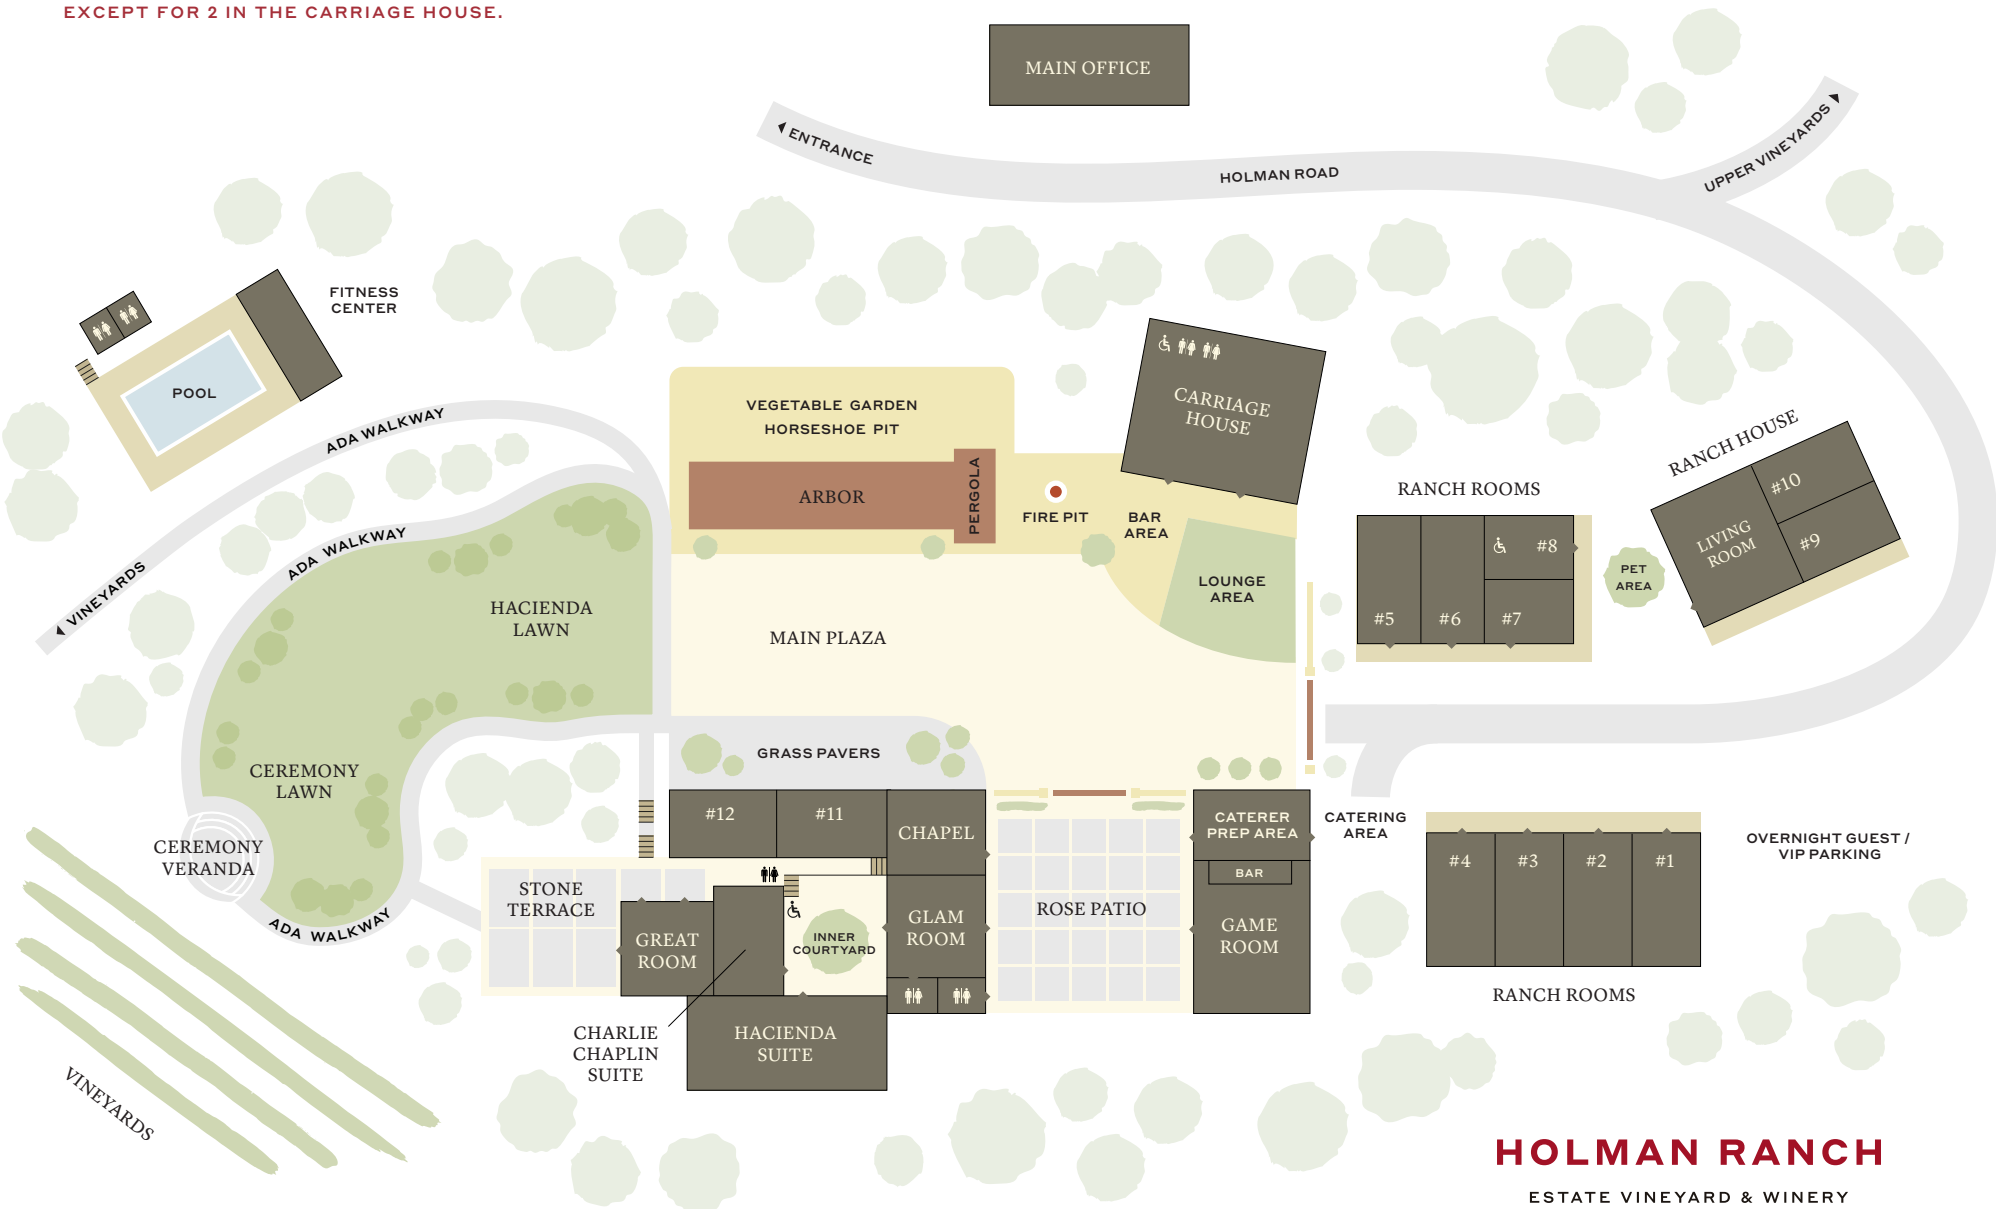 EXCEPT FOR 2 IN THE CARRIAGE HOUSE.
MAIN OFFICE
ENTRANCE
HOLMAN ROAD
UPPER VINEYARDS
FITNESS
CENTER
POOL
ADA WALKWAY
VEGETABLE GARDEN
HORSESHOE PIT
ARBOR
PERGOLA
FIRE PIT
BAR
AREA
CARRIAGE
HOUSE
LOUNGE
AREA
RANCH ROOMS
#5
#6
#7
#8
PET
AREA
RANCH HOUSE
LIVING
ROOM
#10
#9
VINEYARDS
ADA WALKWAY
HACIENDA
LAWN
MAIN PLAZA
CEREMONY
LAWN
GRASS PAVERS
CEREMONY
VERANDA
ADA WALKWAY
#12
#11
CHAPEL
STONE
TERRACE
GREAT
ROOM
INNER
COURTYARD
GLAM
ROOM
ROSE PATIO
CATERER
PREP AREA
BAR
GAME
ROOM
CATERING
AREA
#4
#3
#2
#1
OVERNIGHT GUEST /
VIP PARKING
RANCH ROOMS
CHARLIE
CHAPLIN
SUITE
HACIENDA
SUITE
VINEYARDS
HOLMAN RANCH
ESTATE VINEYARD & WINERY